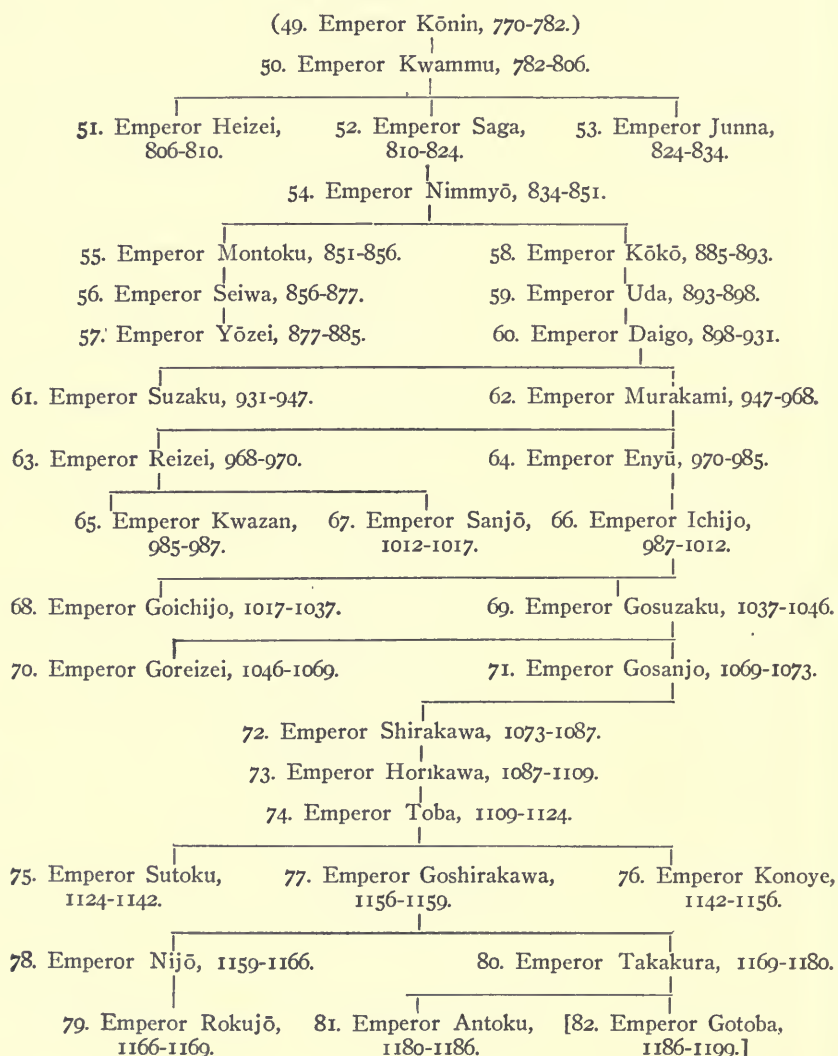 (49. Emperor Kōnin, 770-782.)
50. Emperor Kwammu, 782-806.
51. Emperor Heizei, 52. Emperor Saga, 53. Emperor Junna,
806-810. 810-824. 824-834.
54. Emperor Nimmyō, 834-851.
55. Emperor Montoku, 851-856. 58. Emperor Kōkō, 885-893.
56. Emperor Seiwa, 856-877. 59. Emperor Uda, 893-898.
57. Emperor Yōzei, 877-885. 60. Emperor Daigo, 898-931.
61. Emperor Suzaku, 931-947. 62. Emperor Murakami, 947-968.
63. Emperor Reizei, 968-970. 64. Emperor Enyū, 970-985.
65. Emperor Kwazan, 67. Emperor Sanjō, 66. Emperor Ichijo,
985-987. 1012-1017. 987-1012.
68. Emperor Goichijo, 1017-1037. 69. Emperor Gosuzaku, 1037-1046.
70. Emperor Goreizei, 1046-1069. 71. Emperor Gosanjo, 1069-1073.
72. Emperor Shirakawa, 1073-1087.
73. Emperor Horikawa, 1087-1109.
74. Emperor Toba, 1109-1124.
75. Emperor Sutoku, 77. Emperor Goshirakawa, 76. Emperor Konoye,
1124-1142. 1156-1159. 1142-1156.
78. Emperor Nijō, 1159-1166. 80. Emperor Takakura, 1169-1180.
79. Emperor Rokujō, 81. Emperor Antoku, [82. Emperor Gotoba,
1166-1169. 1180-1186. 1186-1199.]